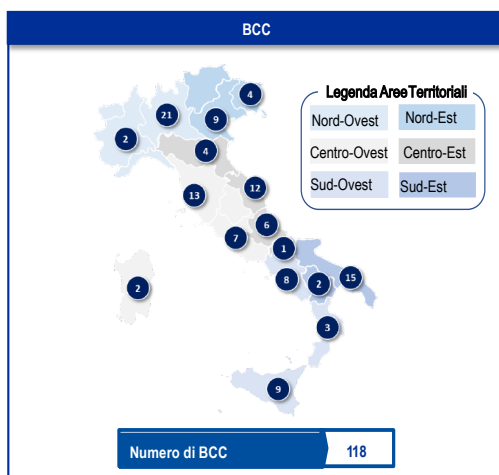 BCC
Legenda Aree Territoriali
Nord-Ovest Nord-Est
Centro-Ovest Centro-Est
Sud-Ovest Sud-Est
4
21
9
2
4
12
13
6
7
1
15
8
2
2
3
9
Numero di BCC 118